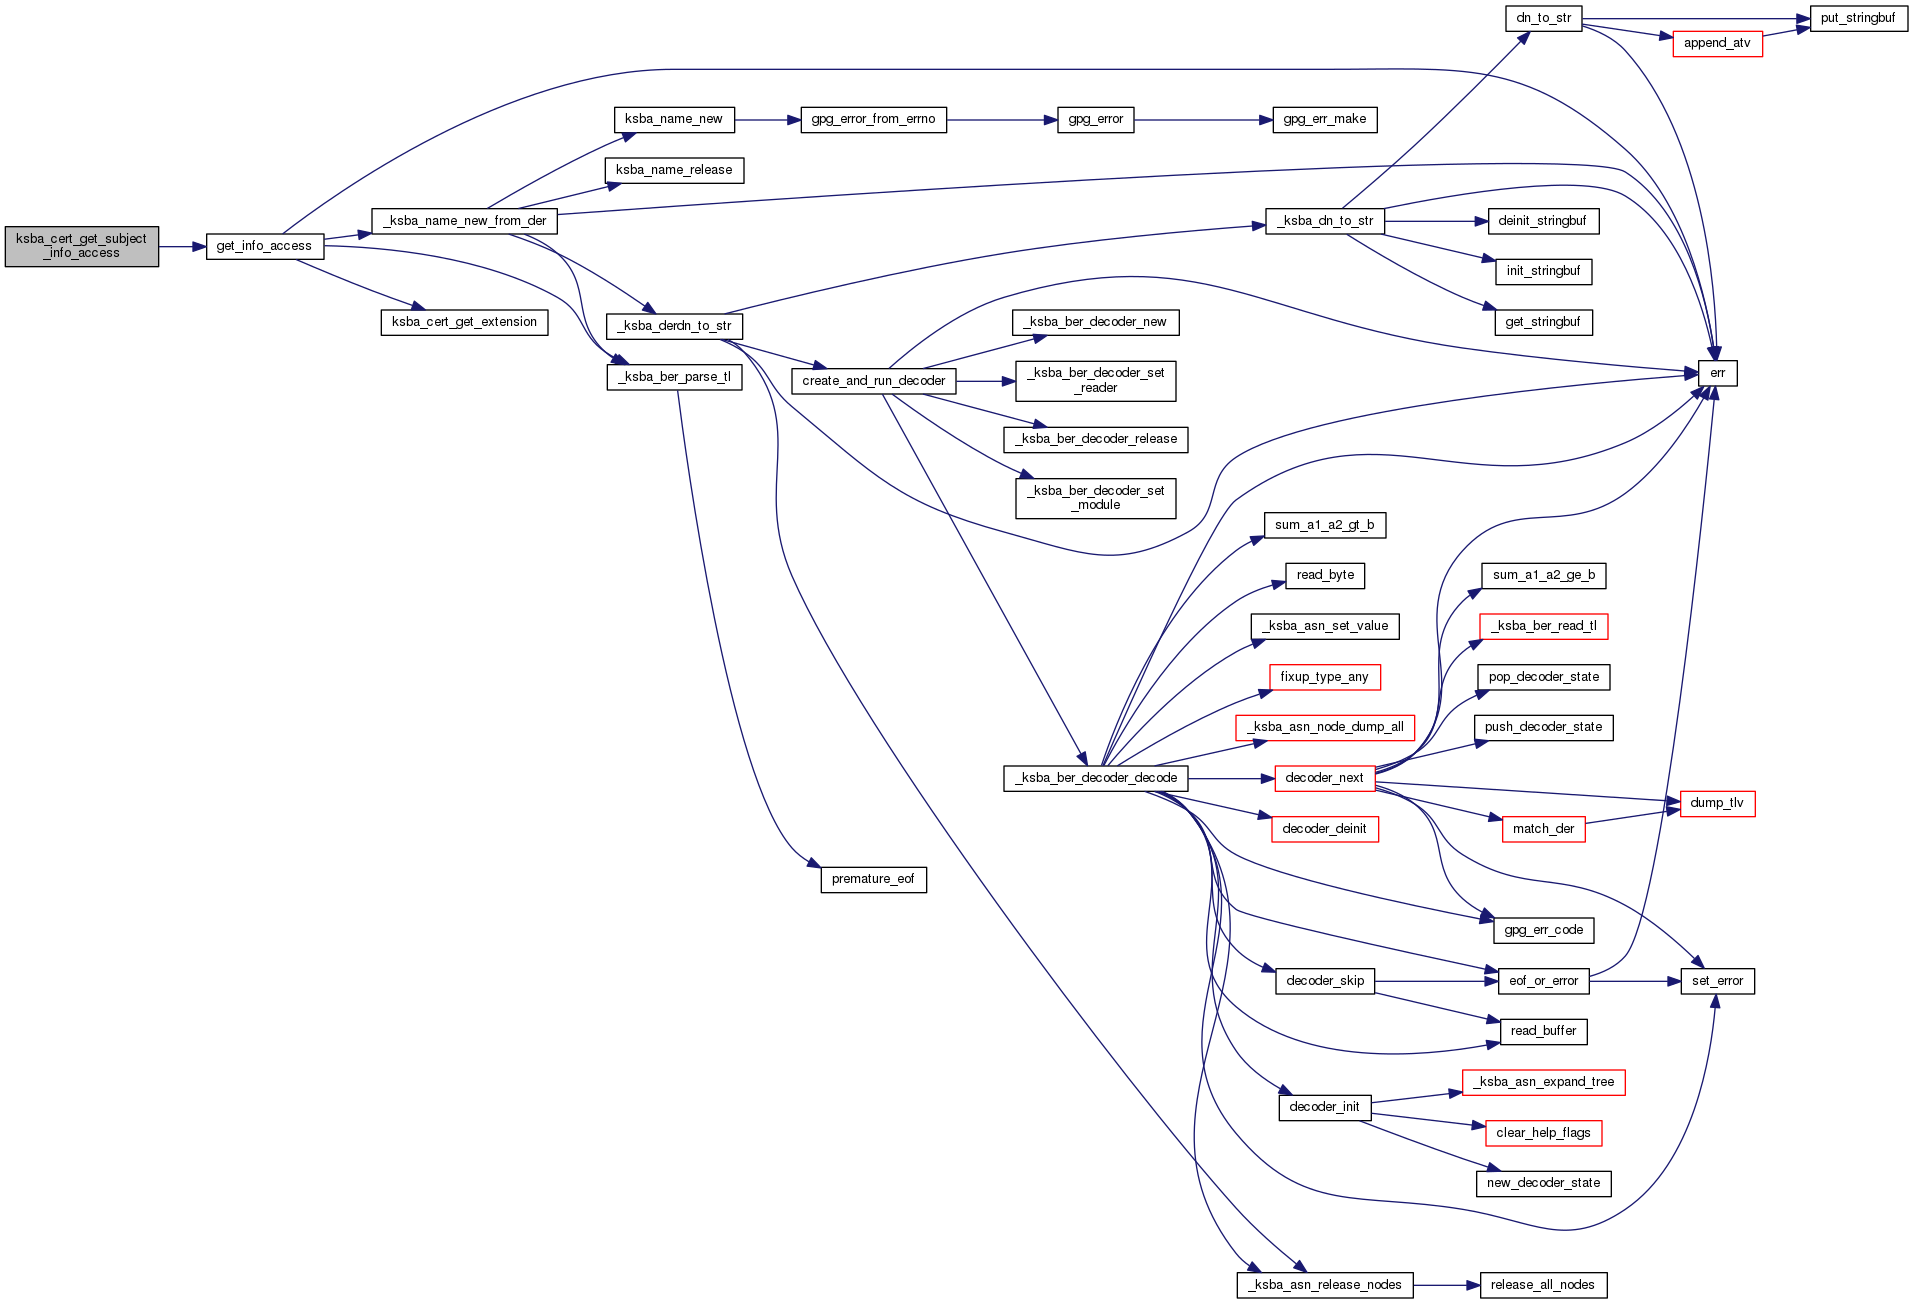 ksba_cert_get_subject
_info_access
get_info_access
_ksba_name_new_from_der
ksba_cert_get_extension
ksba_name_new
ksba_name_release
_ksba_derdn_to_str
_ksba_ber_parse_tl
gpg_error_from_errno
create_and_run_decoder
premature_eof
gpg_error
_ksba_ber_decoder_new
_ksba_ber_decoder_set
_reader
_ksba_ber_decoder_release
_ksba_ber_decoder_set
_module
_ksba_ber_decoder_decode
gpg_err_make
_ksba_dn_to_str
sum_a1_a2_gt_b
read_byte
_ksba_asn_set_value
fixup_type_any
_ksba_asn_node_dump_all
decoder_next
decoder_deinit
decoder_skip
decoder_init
_ksba_asn_release_nodes
dn_to_str
deinit_stringbuf
init_stringbuf
get_stringbuf
sum_a1_a2_ge_b
_ksba_ber_read_tl
pop_decoder_state
push_decoder_state
match_der
gpg_err_code
eof_or_error
read_buffer
_ksba_asn_expand_tree
clear_help_flags
new_decoder_state
release_all_nodes
append_atv
err
dump_tlv
set_error
put_stringbuf